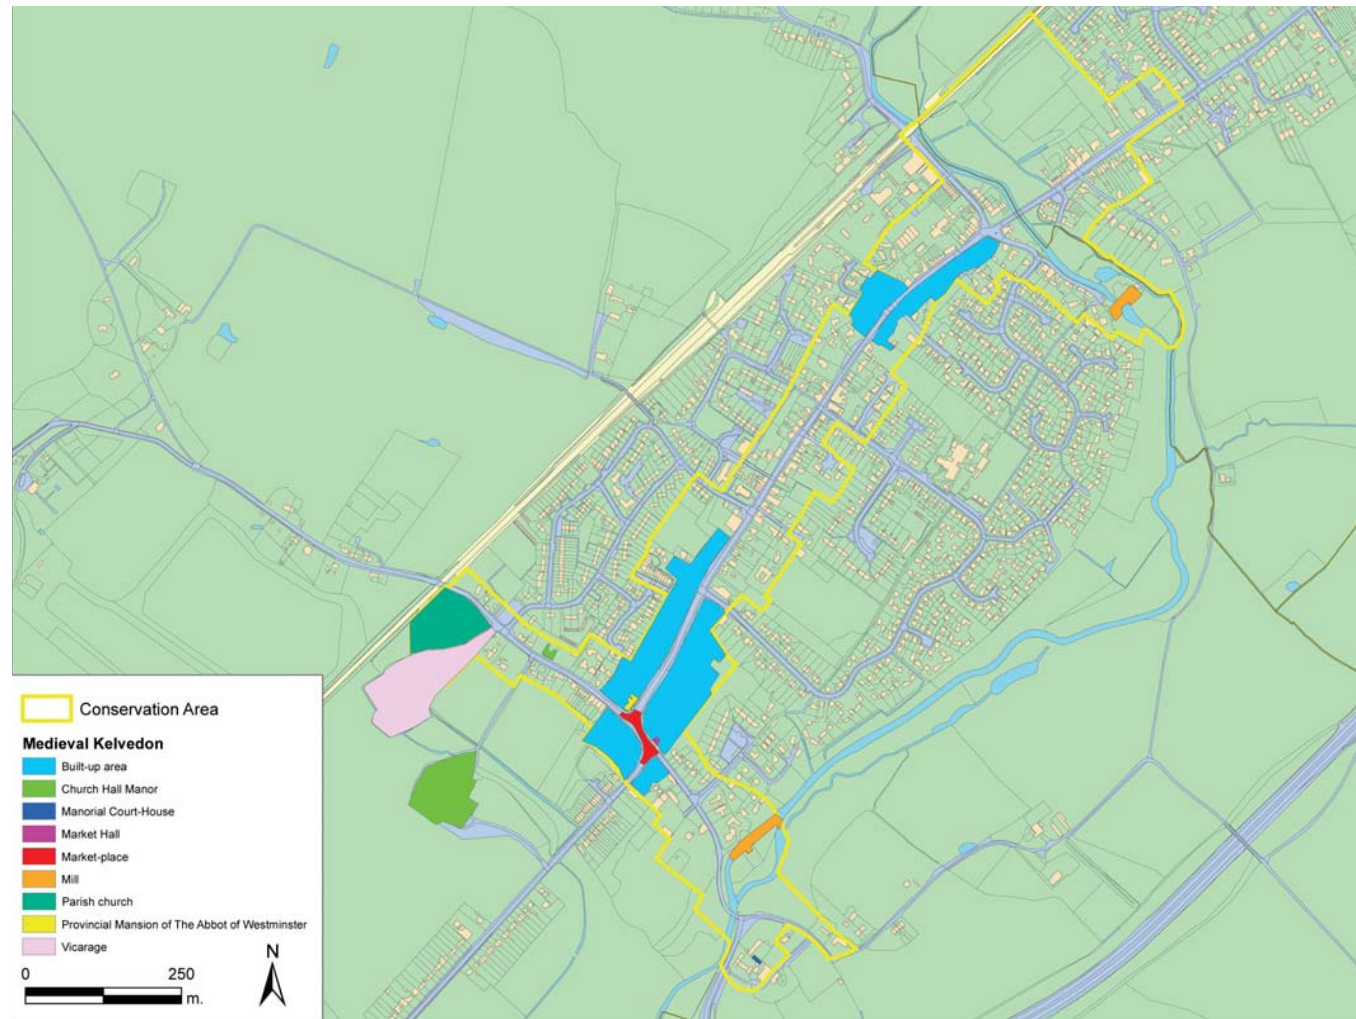 Conservation Area
Medieval Kelvedon
Built-up area
Church Hall Manor
Manorial Court-House
Market Hall
Market-place
Mill
Parish church
Provincial Mansion of The Abbot of Westminster
Vicarage
N
0 250
m.